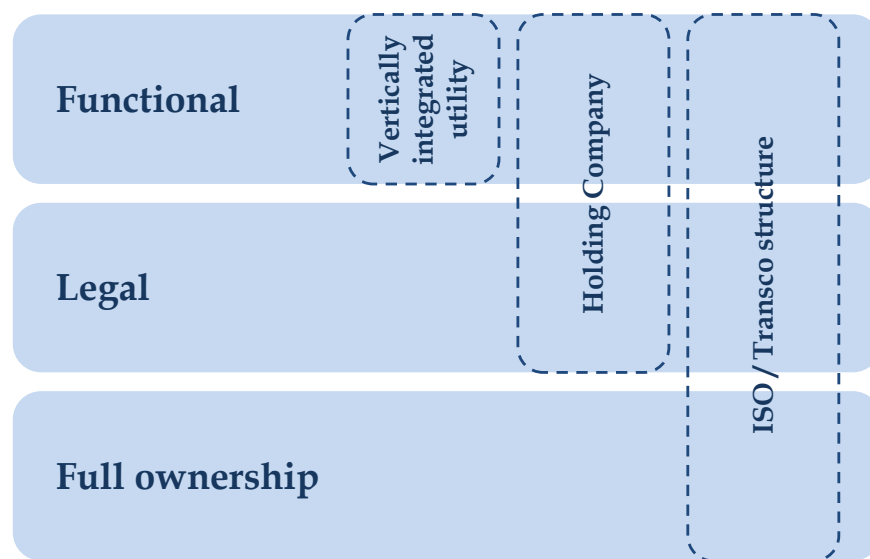 Functional
Vertically
integrated
utility
Holding Company
ISO / Transco structure
Legal
Full ownership